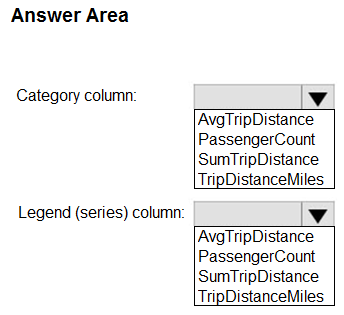 Answer Area
Category column:
AvgTripDistance
PassengerCount
SumTripDistance
TripDistanceMiles
Legend (series) column:
AvgTripDistance
PassengerCount
SumTripDistance
TripDistanceMiles